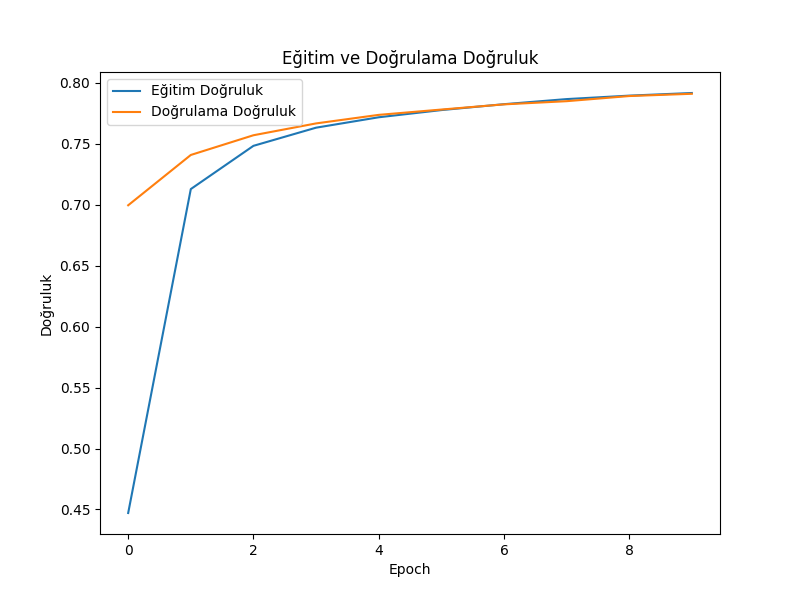 Eğitim ve Doğrulama Doğruluk
Eğitim Doğruluk
Doğrulama Doğruluk
0.80
0.75
0.70
0.65
0.60
0.55
0.50
0.45
Doğruluk
0 2 4 6 8
Epoch